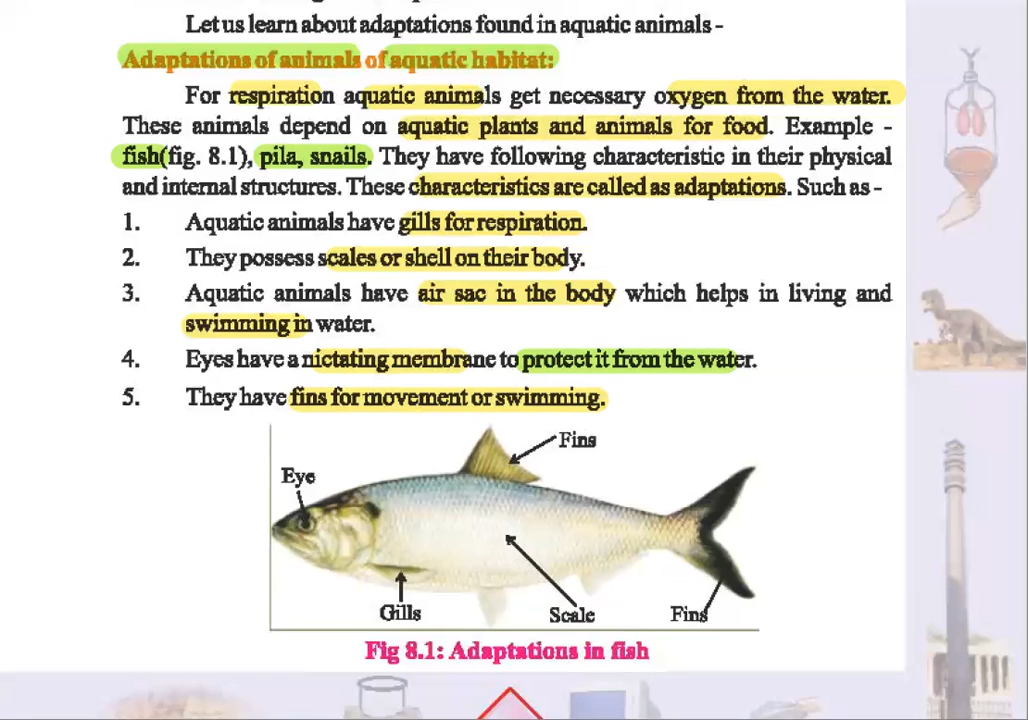 Let us learn about adaptations found in aquatic animals -
Adaptations of animals of aquatic habitat:
For respiration aquatic animals get necessary oxygen from the water.
These animals depend on aquatic plants and animals for food. Example -
fish(fig. 8.1), pila, snails. They have following characteristic in their physical
and internal structures. These characteristics are called as adaptations. Such as -
1. Aquatic animals have gills for respiration.
2. They possess scales or shell on their body.
3. Aquatic animals have air sac in the body which helps in living and
swimming in water.
4. Eyes have a nictating membrane to protect it from the water.
5. They have fins for movement or swimming.
Fins
Eye
Gills
Scale
Fins
Fig 8.1: Adaptations in fish